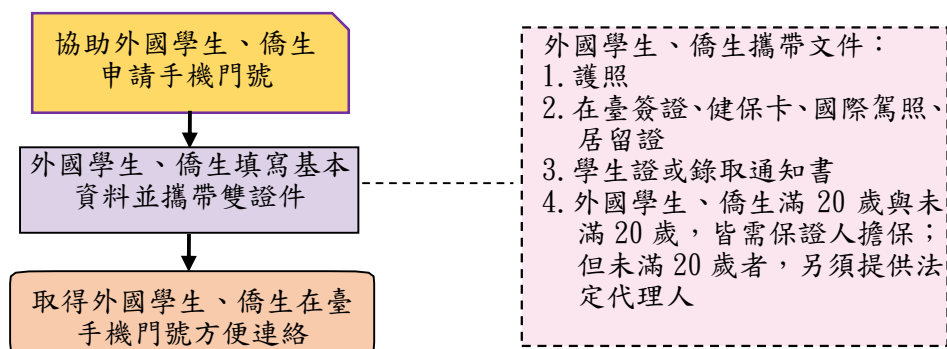 協助外國學生、僑生
申請手機門號
外國學生、僑生填寫基本
資料並攜帶雙證件
取得外國學生、僑生在臺
手機門號方便連絡
外國學生、僑生攜帶文件：
1.護照
2.在臺簽證、健保卡、國際駕照、
居留證
3.學生證或錄取通知書
4.外國學生、僑生滿 20 歲與未
滿 20 歲，皆需保證人擔保；
但未滿 20 歲者，另須提供法
定代理人